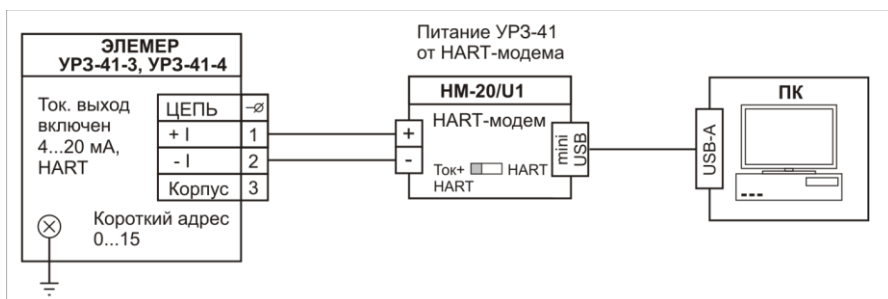 ЭЛЕМЕР
УРЗ-41-3, УРЗ-41-4
Ток. выход
включен
4...20 мА,
HART
ЦЕПЬ
+ I 1
- I 2
Корпус 3
Короткий адрес
0...15
Питание УРЗ-41
от HART-модема
HM-20/U1
HART-модем
+
-
Ток+ HART
HART
mini
USB
USB-A
ПК